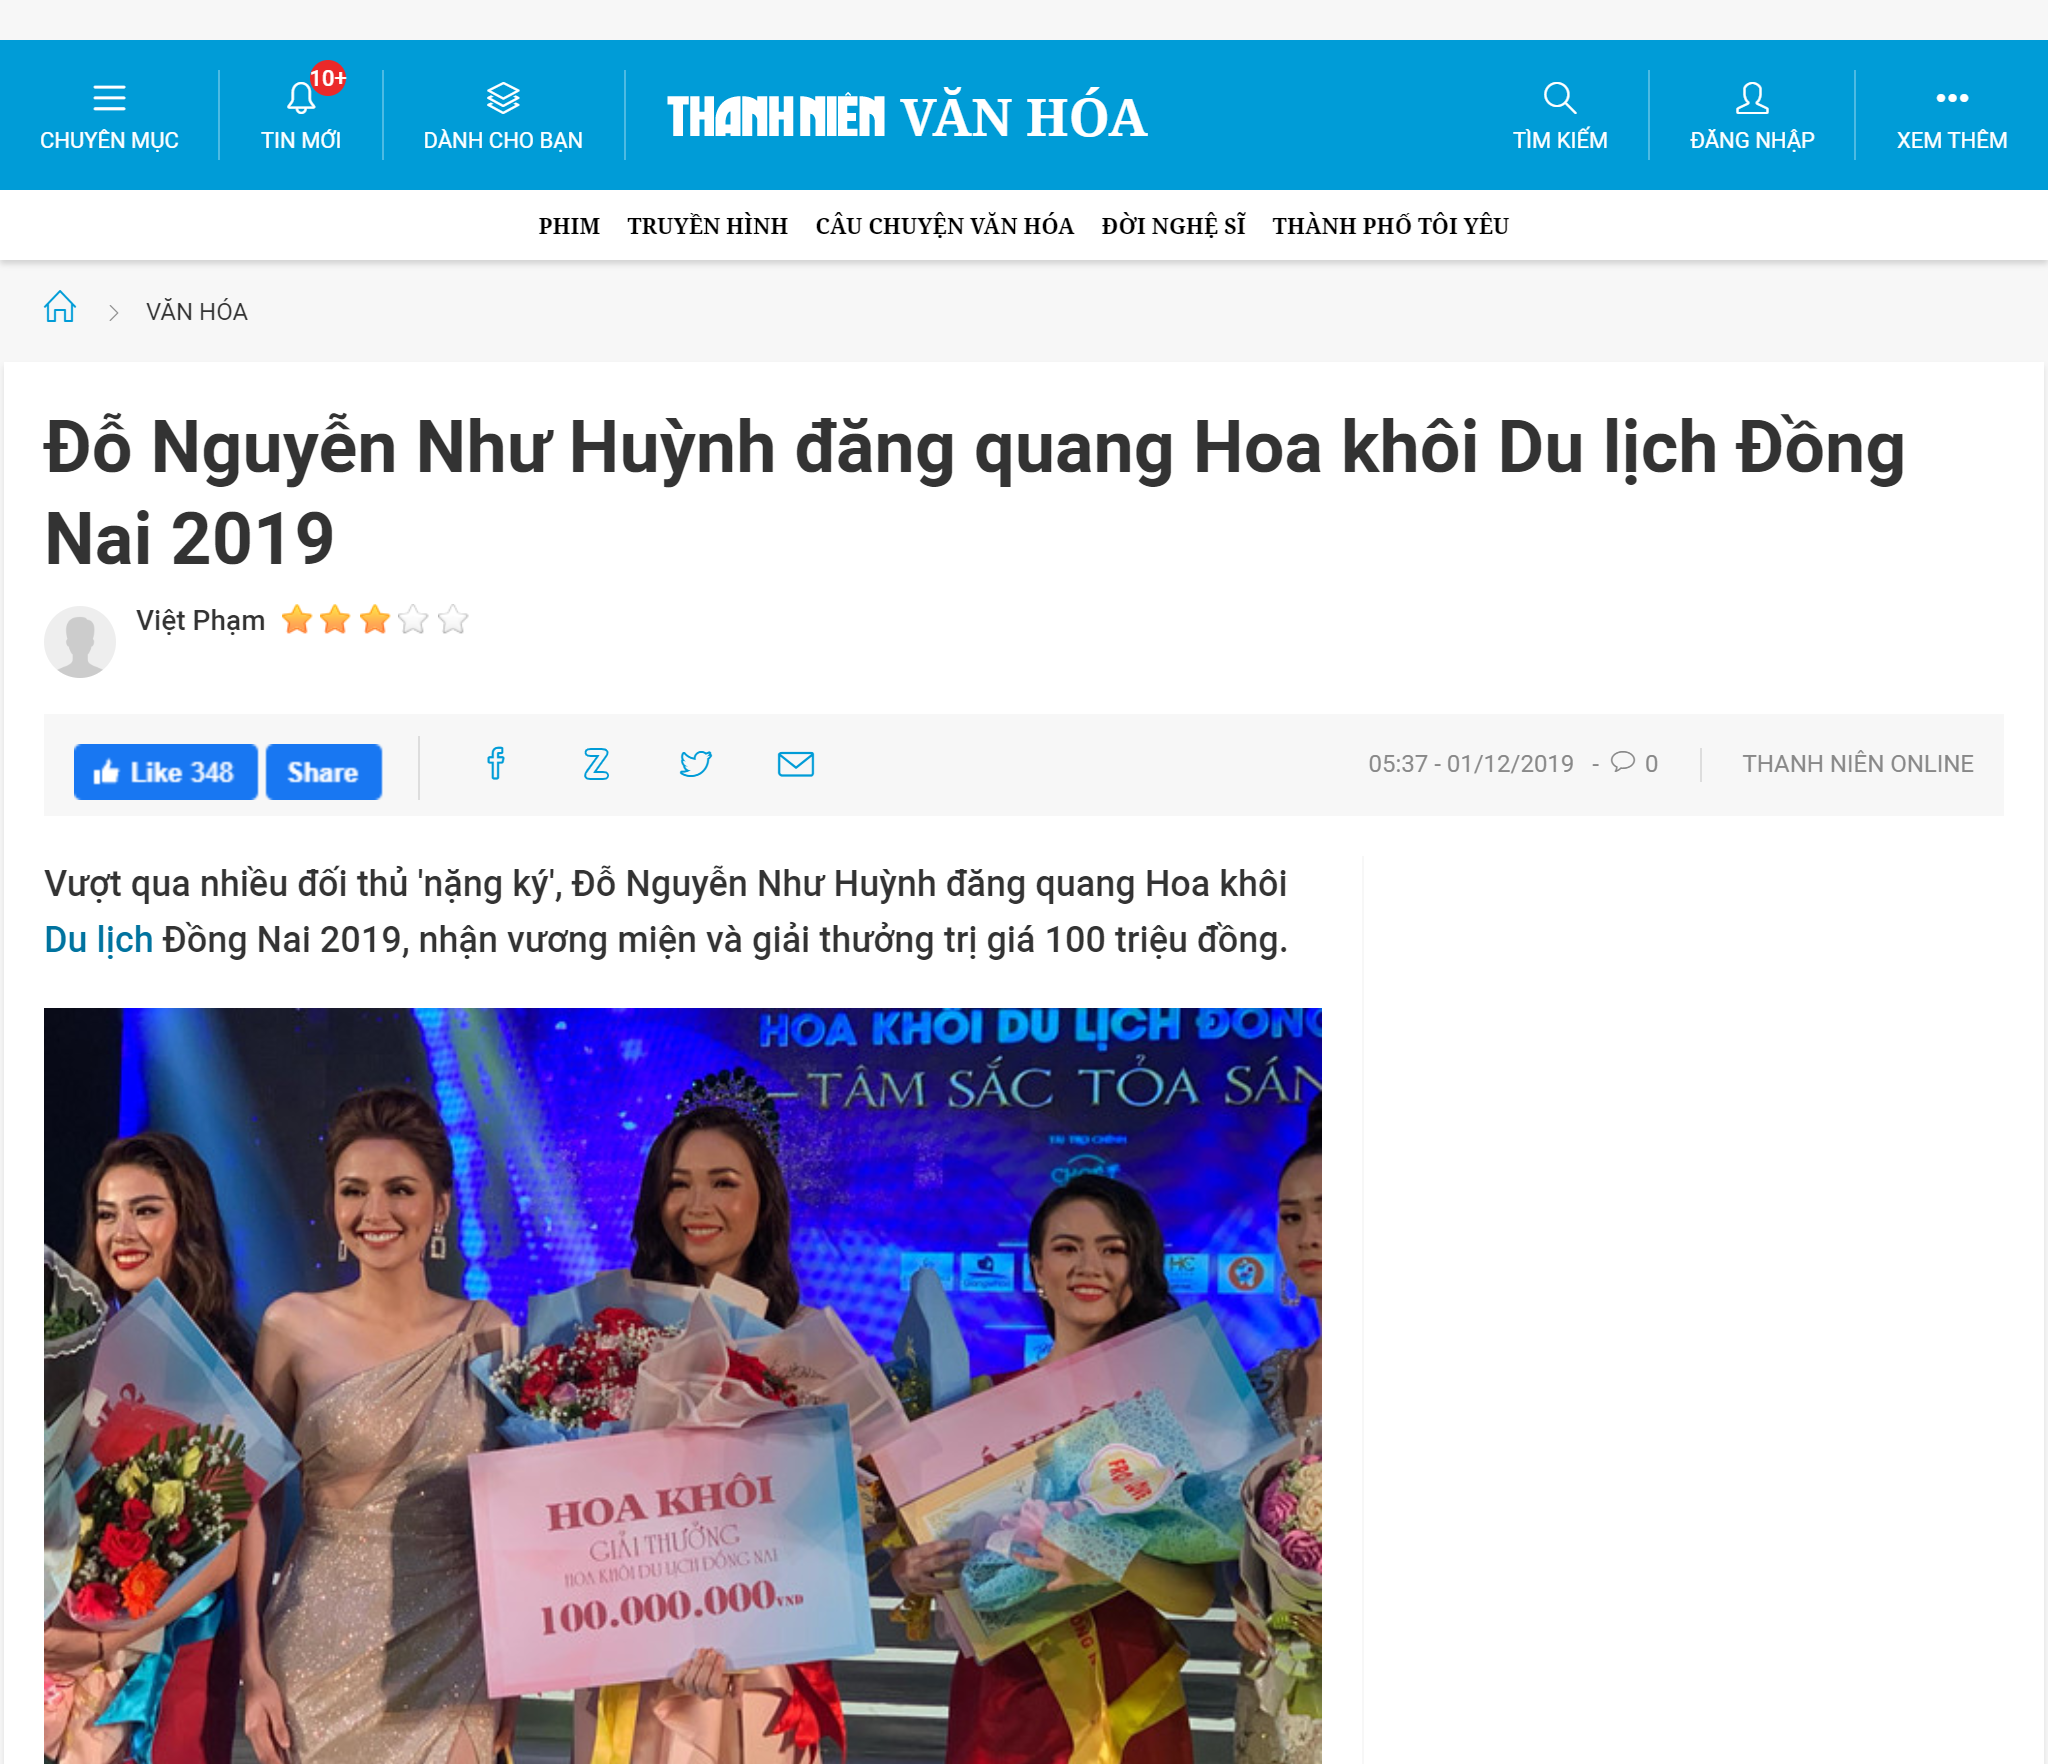 10+
CHUYÊN MỤC
TIN MỚI
DÀNH CHO BẠN
THANH NIÊN VĂN HÓA
TÌM KIẾM
ĐĂNG NHẬP
XEM THÊM
PHIM TRUYỀN HÌNH CÂU CHUYỆN VĂN HÓA ĐỜI NGHỆ SĨ THÀNH PHỐ TÔI YÊU
VĂN HÓA
Đỗ Nguyễn Như Huỳnh đăng quang Hoa khôi Du lịch Đồng
Nai 2019
Việt Phạm
Like 348 Share
05:37 - 01/12/2019 - 0 THANH NIÊN ONLINE
Vượt qua nhiều đối thủ 'nặng ký', Đỗ Nguyễn Như Huỳnh đăng quang Hoa khôi
Du lịch Đồng Nai 2019, nhận vương miện và giải thưởng trị giá 100 triệu đồng.
HOA KHÔI DU LỊCH ĐỒNG
TÂM SẮC TỎA SÁN
TÀI TRỢ CHÍNH
HOA KHÔI
GIẢI THƯỞNG
HOA KHÔI DU LỊCH ĐỒNG NAI
100.000.000 VNĐ